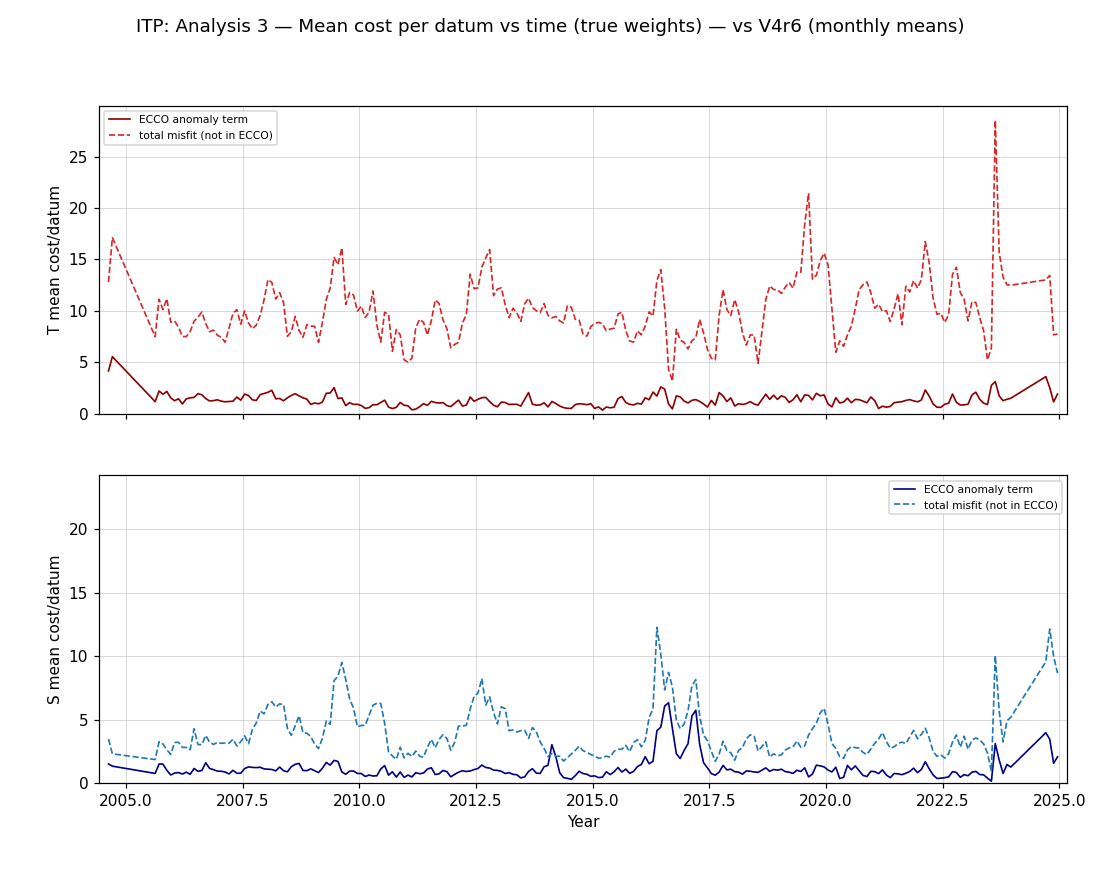 ITP: Analysis 3 — Mean cost per datum vs time (true weights) — vs V4r6 (monthly means)
ECCO anomaly term
total misfit (not in ECCO)
25
20
15
10
5
0
T mean cost/datum
ECCO anomaly term
total misfit (not in ECCO)
20
15
10
5
0
S mean cost/datum
2005.0 2007.5 2010.0 2012.5 2015.0 2017.5 2020.0 2022.5 2025.0
Year